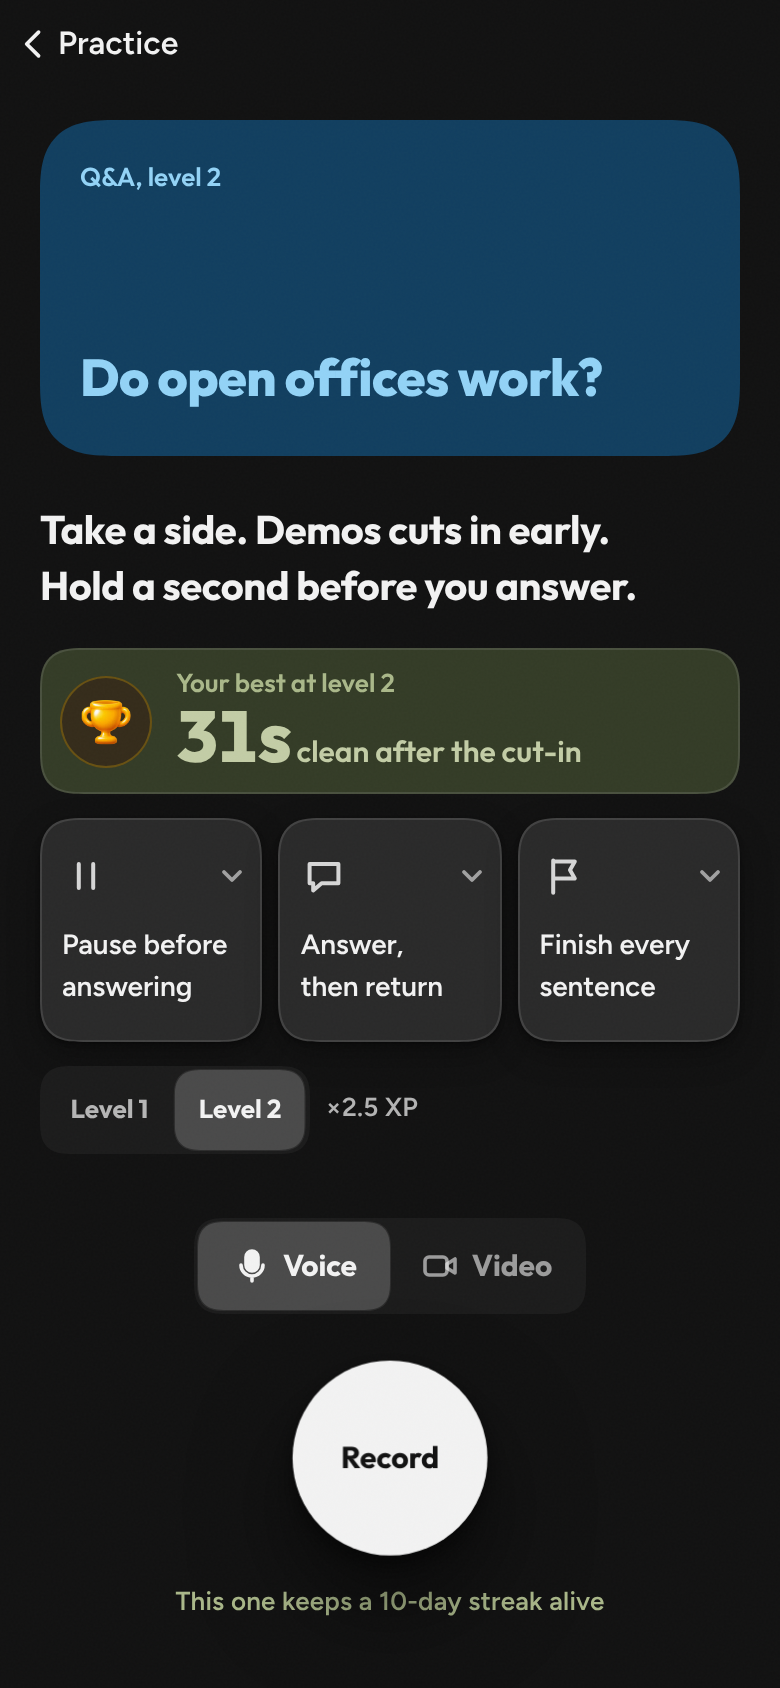 Practice
Q&A, level 2
Do open offices work?
Take a side. Demos cuts in early.
Hold a second before you answer.
Your best at level 2
31s clean after the cut-in
Pause before
answering
Answer,
then return
Finish every
sentence
Level 1
Level 2
×2.5 XP
Voice
Video
Record
This one keeps a 10-day streak alive